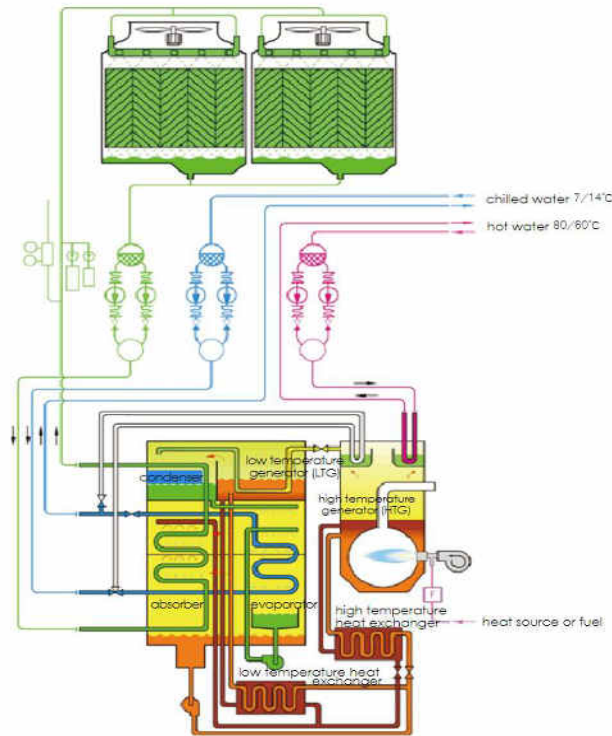 chilled water 7/14°C
hot water 80/60°C
low temperature
generator (LTG)
condenser
high temperature
generator (HTG)
absorber
evaporator
high temperature
heat exchanger
F
heat source or fuel
low temperature heat
exchanger